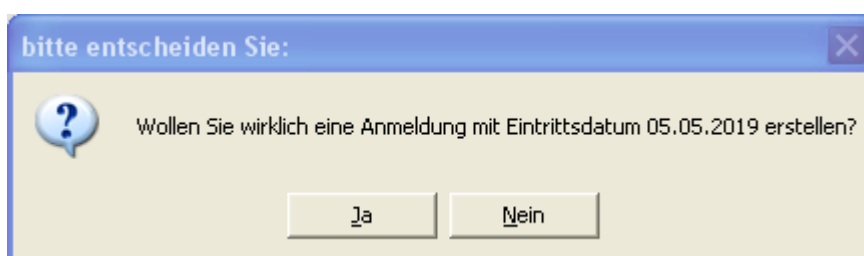 bitte entscheiden Sie:
Wollen Sie wirklich eine Anmeldung mit Eintrittsdatum 05.05.2019 erstellen?
Ja Nein